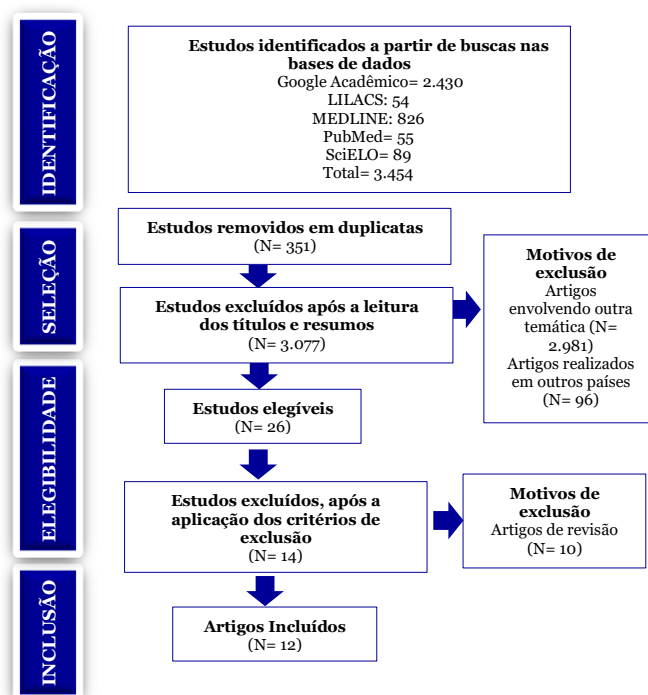 IDENTIFICAÇÃO
Estudos identificados a partir de buscas nas
bases de dados
Google Acadêmico= 2.430
LILACS: 54
MEDLINE: 826
PubMed= 55
SciELO= 89
Total= 3.454
SELEÇÃO
Estudos removidos em duplicatas
(N= 351)
Estudos excluídos após a leitura
dos títulos e resumos
(N= 3.077)
Motivos de
exclusão
Artigos
envolvendo outra
temática (N=
2.981)
Artigos realizados
em outros países
(N= 96)
ELEGIBILIDADE
Estudos elegíveis
(N= 26)
Estudos excluídos, após a
aplicação dos critérios de
exclusão
(N= 14)
Motivos de
exclusão
Artigos de revisão
(N= 10)
INCLUSÃO
Artigos Incluídos
(N= 12)